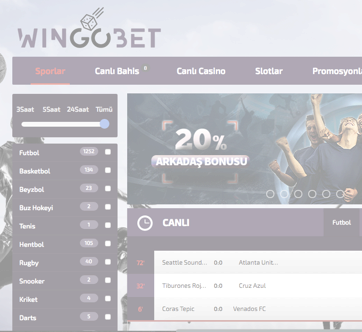 WINGOBET
Sporlar Canlı Bahis Canlı Casino Slotlar Promosyonl
3Saat 5Saat 24Saat Tümü
20%
ARKADAŞ BONUSU
Futbol 1252
Basketbol 134
Beyzbol 23
Buz Hokeyi 2
Tenis 1
Hentbol 105
Rugby 40
Snooker 2
Kriket 4
Darts 5
CANLI Futbol
Seattle Sound... 0:0 Atlanta Unit...
Tiburones Roj... 0:0 Cruz Azul
Coras Tepic 0:0 Venados FC